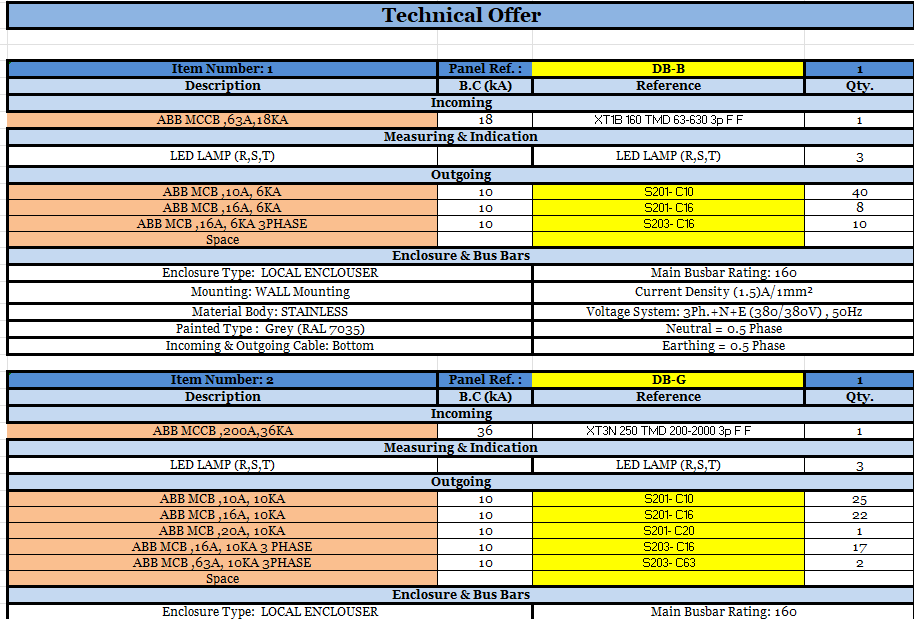 Technical Offer
Item Number: 1 Panel Ref. : DB-B 1
Description B.C (kA) Reference Qty.
Incoming
ABB MCCB ,63A,18KA 18 XT1B 160 TMD 63-630 3p F F 1
Measuring & Indication
LED LAMP (R,S,T) LED LAMP (R,S,T) 3
Outgoing
ABB MCB ,10A, 6KA 10 S201- C10 40
ABB MCB ,16A, 6KA 10 S201- C16 8
ABB MCB ,16A, 6KA 3PHASE 10 S203- C16 10
Space
Enclosure & Bus Bars
Enclosure Type: LOCAL ENCLOUSER Main Busbar Rating: 160
Mounting: WALL Mounting Current Density (1.5)A/1mm²
Material Body: STAINLESS Voltage System: 3Ph.+N+E (380/380V) , 50Hz
Painted Type : Grey (RAL 7035) Neutral = 0.5 Phase
Incoming & Outgoing Cable: Bottom Earthing = 0.5 Phase
Item Number: 2 Panel Ref. : DB-G 1
Description B.C (kA) Reference Qty.
Incoming
ABB MCCB ,200A,36KA 36 XT3N 250 TMD 200-2000 3p F F 1
Measuring & Indication
LED LAMP (R,S,T) LED LAMP (R,S,T) 3
Outgoing
ABB MCB ,10A, 10KA 10 S201- C10 25
ABB MCB ,16A, 10KA 10 S201- C16 22
ABB MCB ,20A, 10KA 10 S201- C20 1
ABB MCB ,16A, 10KA 3 PHASE 10 S203- C16 17
ABB MCB ,63A, 10KA 3PHASE 10 S203- C63 2
Space
Enclosure & Bus Bars
Enclosure Type: LOCAL ENCLOUSER Main Busbar Rating: 160